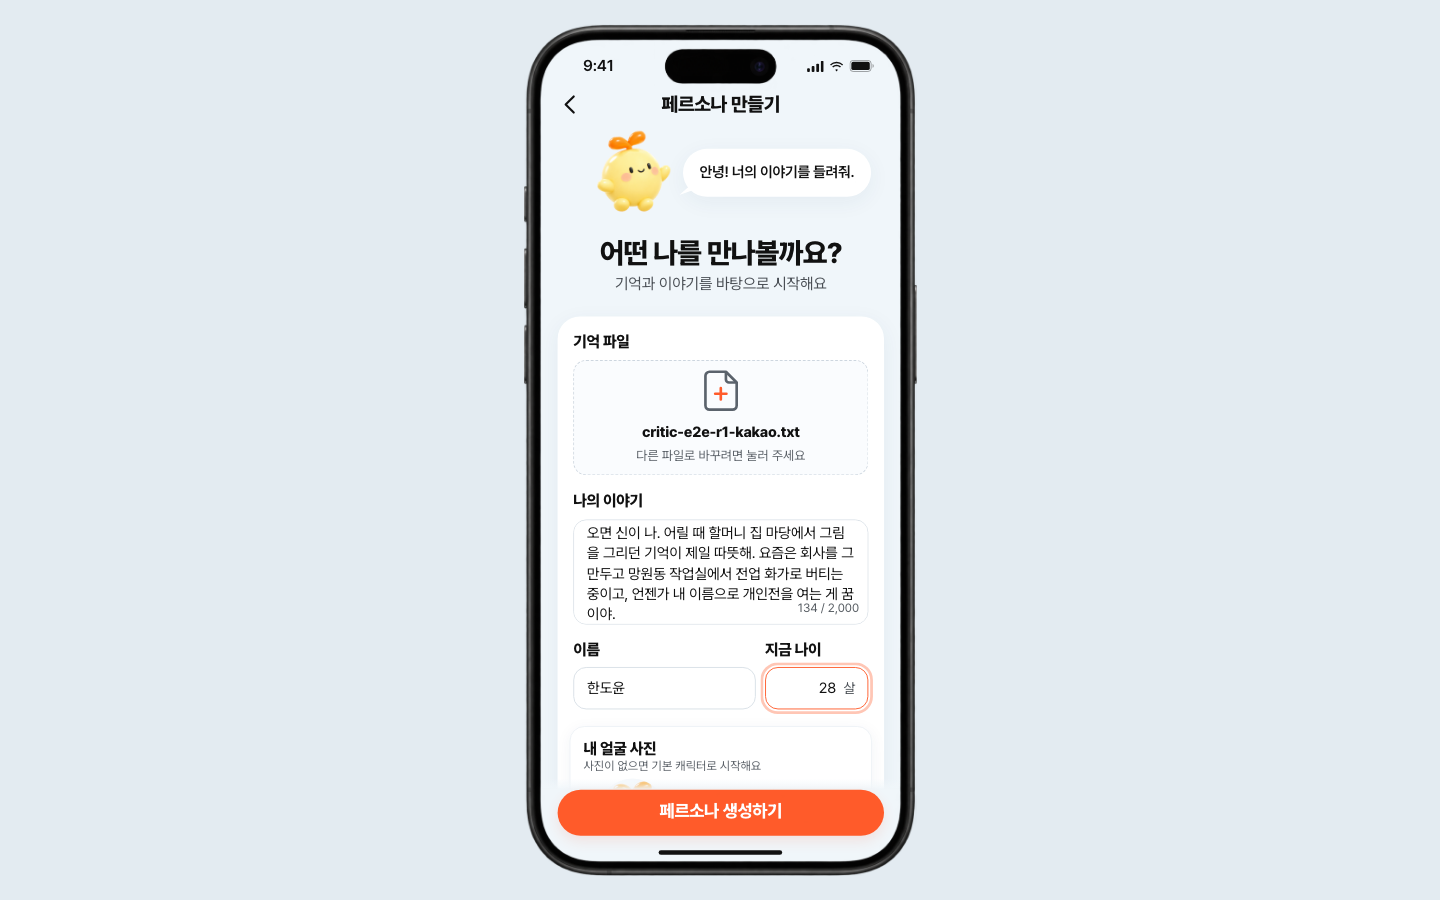 9:41
페르소나 만들기
안녕! 너의 이야기를 들려줘.
어떤 나를 만나볼까요?
기억과 이야기를 바탕으로 시작해요
기억 파일
critic-e2e-r1-kakao.txt
다른 파일로 바꾸려면 눌러 주세요
나의 이야기
오면 신이 나. 어릴 때 할머니 집 마당에서 그림
을 그리던 기억이 제일 따뜻해. 요즘은 회사를 그
만두고 망원동 작업실에서 전업 화가로 버티는
중이고, 언젠가 내 이름으로 개인전을 여는 게 꿈
이야.
134 / 2,000
이름
지금 나이
한도윤
28 살
내 얼굴 사진
사진이 없으면 기본 캐릭터로 시작해요
페르소나 생성하기